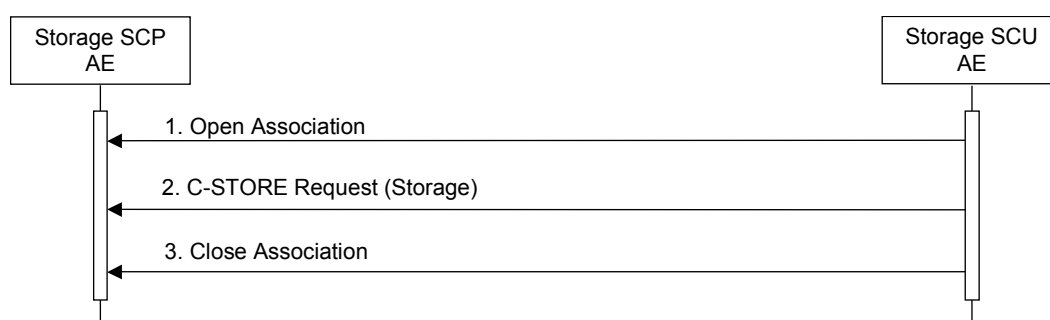 Storage SCP
AE
Storage SCU
AE
1. Open Association
2. C-STORE Request (Storage)
3. Close Association